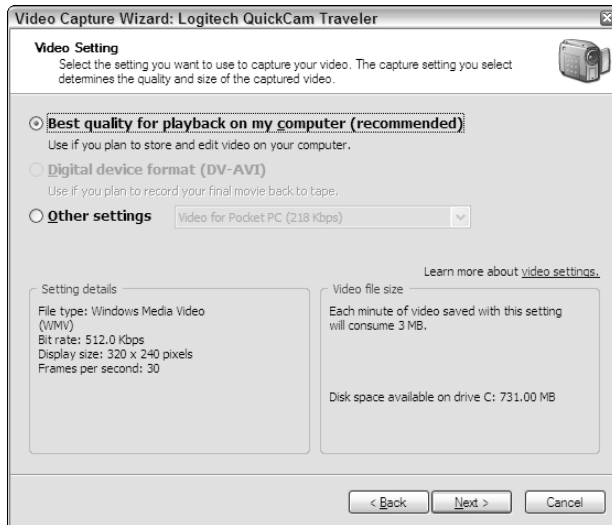 Video Capture Wizard: Logitech QuickCam Traveler
Video Setting
Select the setting you want to use to capture your video. The capture setting you select
determines the quality and size of the captured video.
Best quality for playback on my computer (recommended)
Use if you plan to store and edit video on your computer.
Digital device format (DV-AVI)
Use if you plan to record your final movie back to tape.
Other settings
Video for Pocket PC (218 Kbps)
Learn more about video settings.
Setting details
File type: Windows Media Video
(WMV)
Bit rate: 512.0 Kbps
Display size: 320 x 240 pixels
Frames per second: 30
Video file size
Each minute of video saved with this setting
will consume 3 MB.
Disk space available on drive C: 731.00 MB
< Back
Next >
Cancel